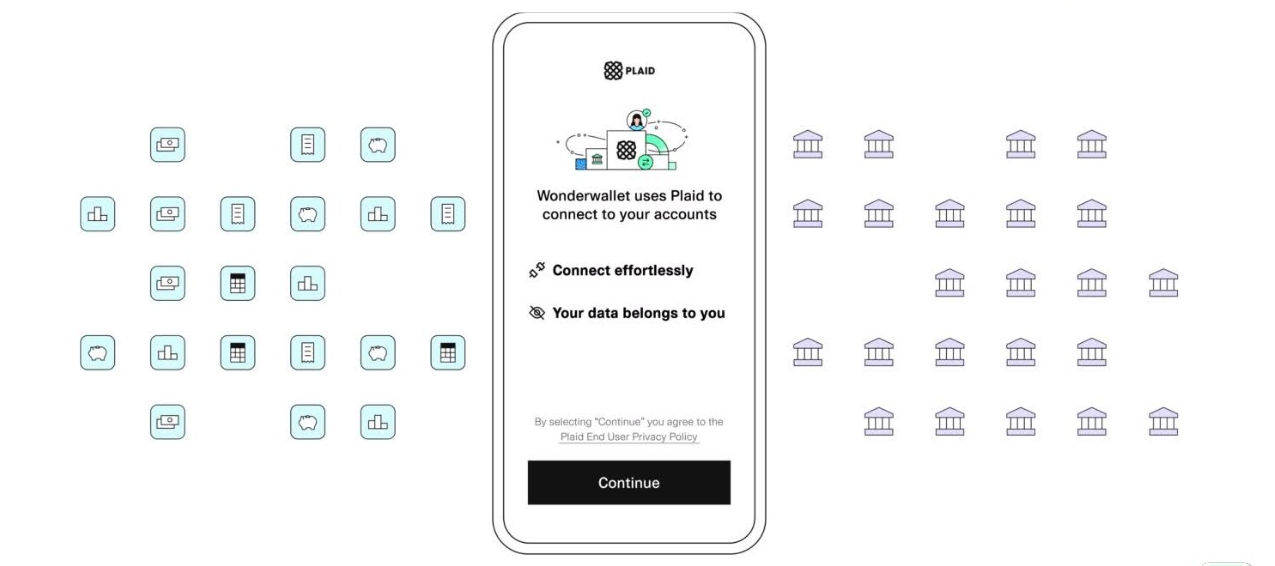 PLAID
Wonderwallet uses Plaid to
connect to your accounts
Connect effortlessly
Your data belongs to you
By selecting “Continue” you agree to the
Plaid End User Privacy Policy
Continue